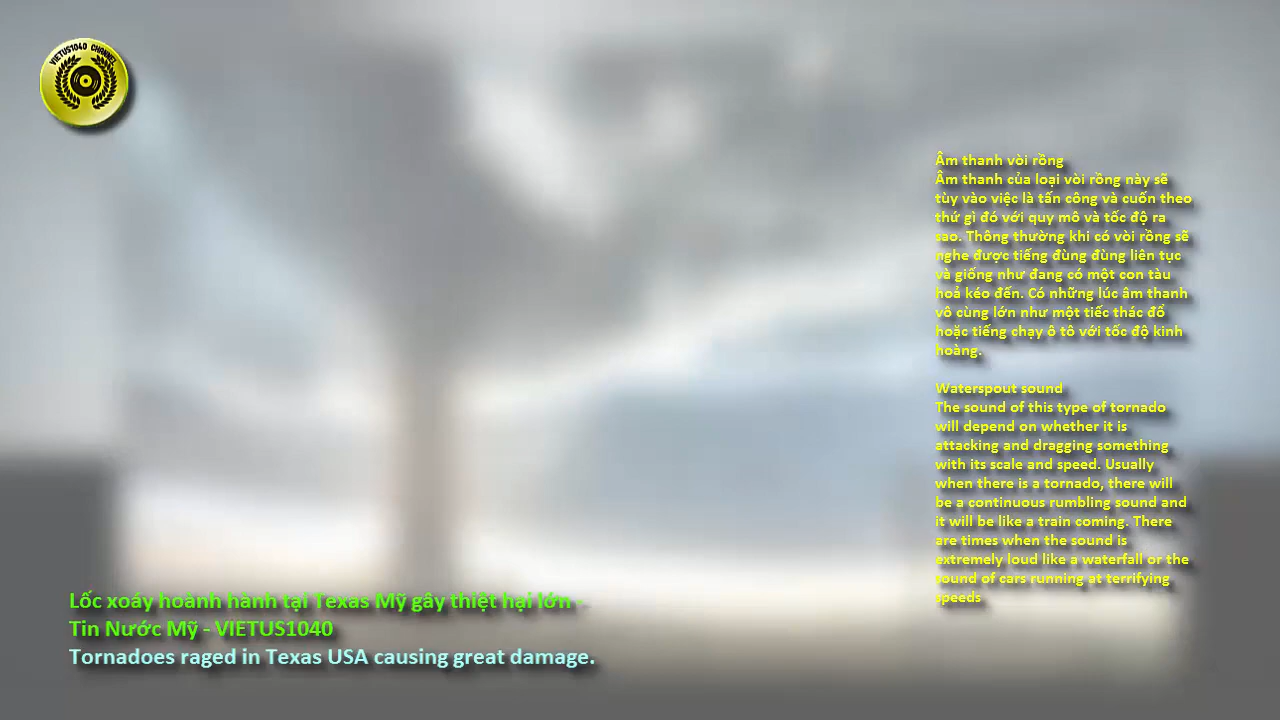 VIETUS1040 CHANNEL
Âm thanh vòi rồng
Âm thanh của loại vòi rồng này sẽ
tùy vào việc là tấn công và cuốn theo
thứ gì đó với quy mô và tốc độ ra
sao. Thông thường khi có vòi rồng sẽ
nghe được tiếng đùng đùng liên tục
và giống như đang có một con tàu
hoả kéo đến. Có những lúc âm thanh
vô cùng lớn như một tiếc thác đổ
hoặc tiếng chạy ô tô với tốc độ kinh
hoàng.
Waterspout sound
The sound of this type of tornado
will depend on whether it is
attacking and dragging something
with its scale and speed. Usually
when there is a tornado, there will
be a continuous rumbling sound and
it will be like a train coming. There
are times when the sound is
extremely loud like a waterfall or the
sound of cars running at terrifying
speeds
Lốc xoáy hoành hành tại Texas Mỹ gây thiệt hại lớn -
Tin Nước Mỹ - VIETUS1040
Tornadoes raged in Texas USA causing great damage.